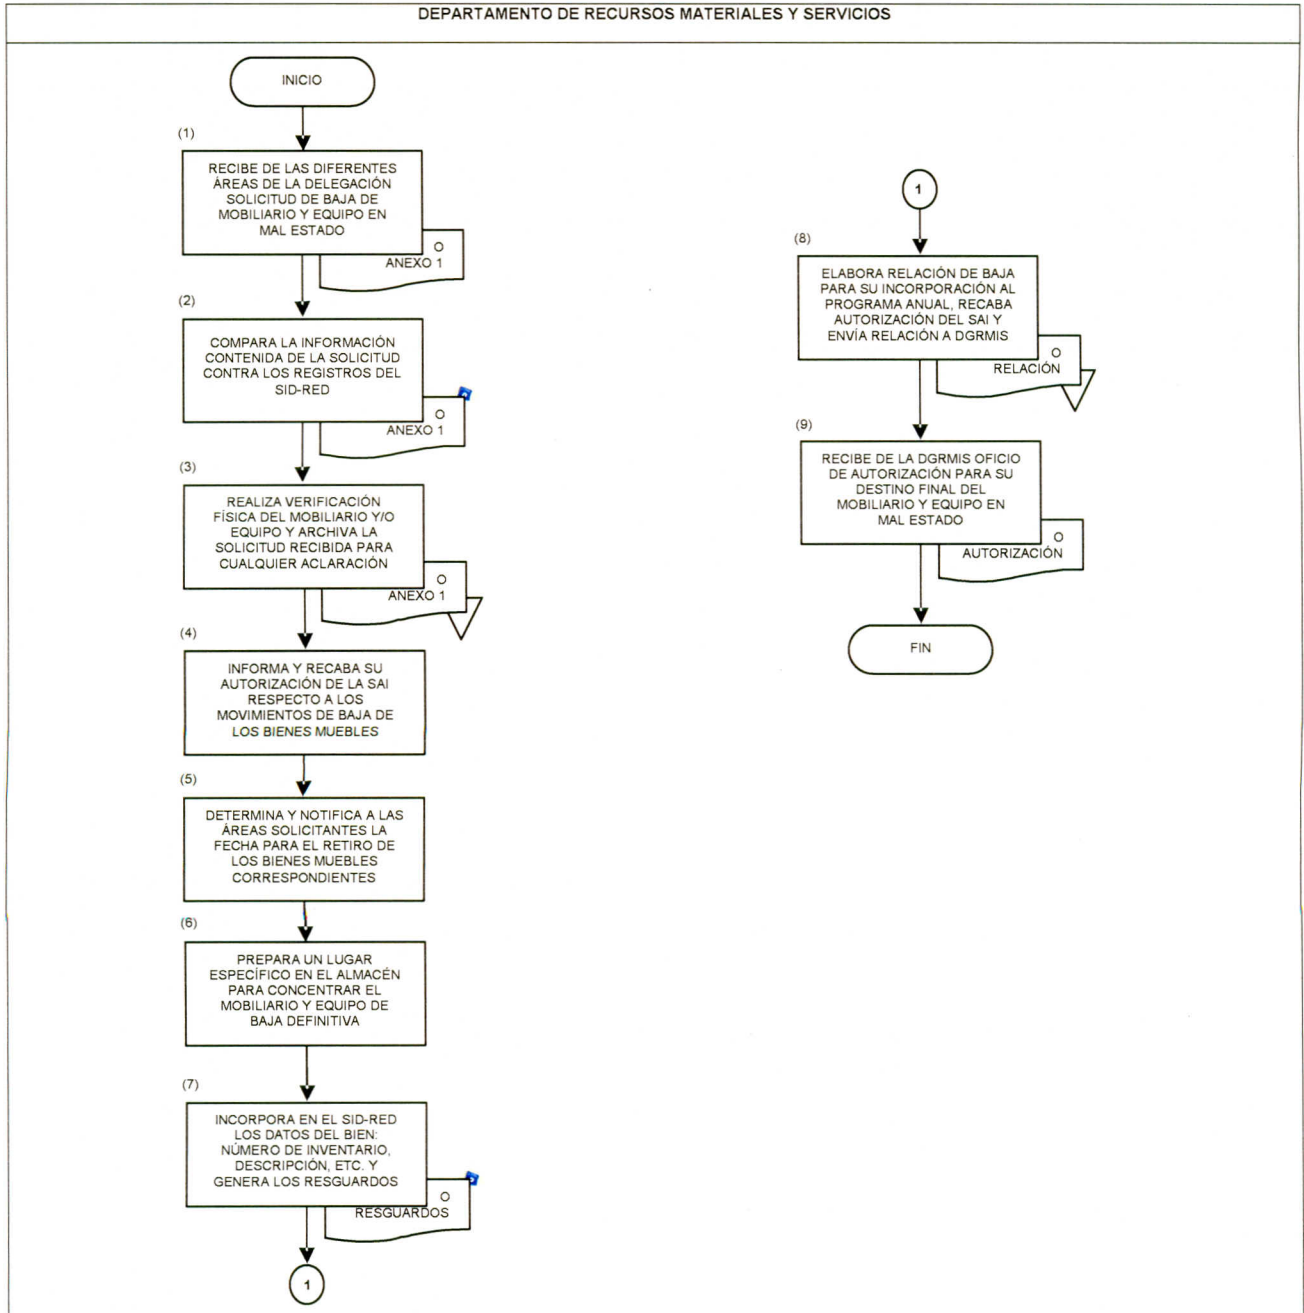 DEPARTAMENTO DE RECURSOS MATERIALES Y SERVICIOS
INICIO
(1)
RECIBE DE LAS DIFERENTES
ÁREAS DE LA DELEGACIÓN
SOLICITUD DE BAJA DE
MOBILIARIO Y EQUIPO EN
MAL ESTADO
O
ANEXO 1
(2)
COMPARA LA INFORMACIÓN
CONTENIDA DE LA SOLICITUD
CONTRA LOS REGISTROS DEL
SID-RED
O
ANEXO 1
(3)
REALIZA VERIFICACIÓN
FÍSICA DEL MOBILIARIO Y/O
EQUIPO Y ARCHIVA LA
SOLICITUD RECIBIDA PARA
CUALQUIER ACLARACIÓN
O
ANEXO 1
(4)
INFORMA Y RECABA SU
AUTORIZACIÓN DE LA SAI
RESPECTO A LOS
MOVIMIENTOS DE BAJA DE
LOS BIENES MUEBLES
(5)
DETERMINA Y NOTIFICA A LAS
ÁREAS SOLICITANTES LA
FECHA PARA EL RETIRO DE
LOS BIENES MUEBLES
CORRESPONDIENTES
(6)
PREPARA UN LUGAR
ESPECÍFICO EN EL ALMACÉN
PARA CONCENTRAR EL
MOBILIARIO Y EQUIPO DE
BAJA DEFINITIVA
(7)
INCORPORA EN EL SID-RED
LOS DATOS DEL BIEN:
NÚMERO DE INVENTARIO,
DESCRIPCIÓN, ETC. Y
GENERA LOS RESGUARDOS
O
RESGUARDOS
1
1
(8)
ELABORA RELACIÓN DE BAJA
PARA SU INCORPORACIÓN AL
PROGRAMA ANUAL, RECABA
AUTORIZACIÓN DEL SAI Y
ENVÍA RELACIÓN A DGRMIS
O
RELACIÓN
(9)
RECIBE DE LA DGRMIS OFICIO
DE AUTORIZACIÓN PARA SU
DESTINO FINAL DEL
MOBILIARIO Y EQUIPO EN
MAL ESTADO
O
AUTORIZACIÓN
FIN